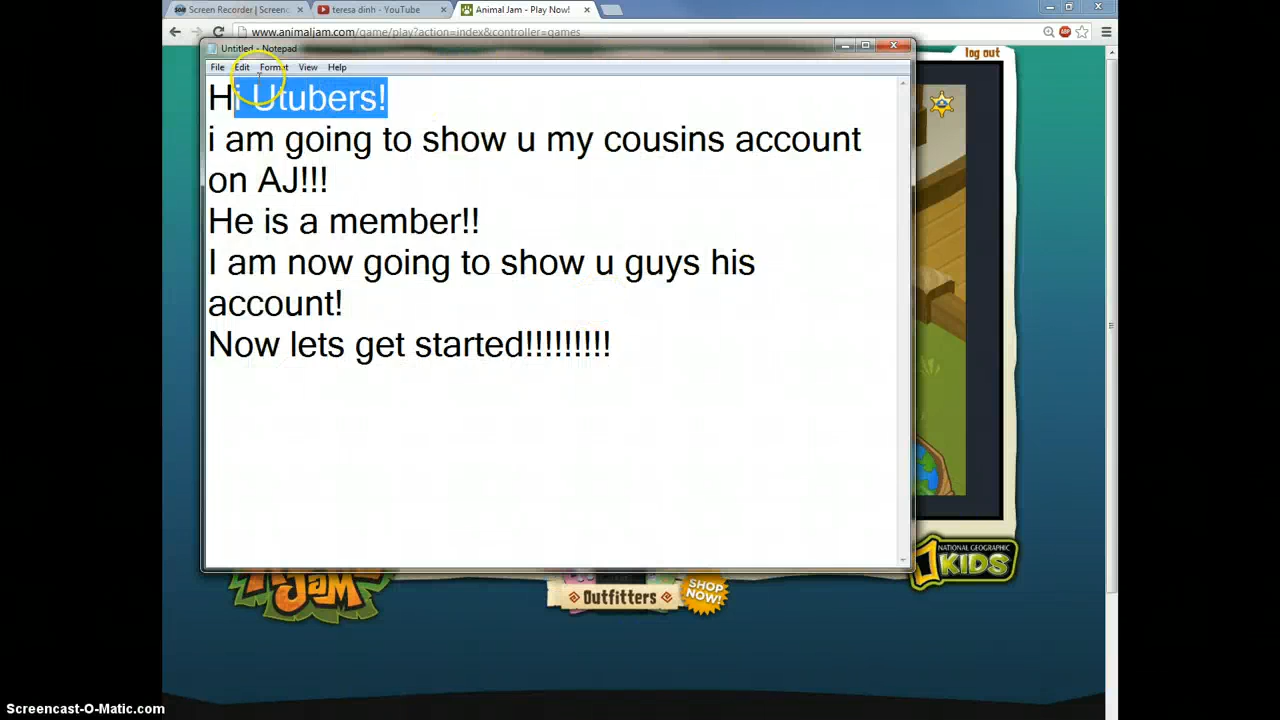 Screen Recorder | Screenc
teresa dinh - YouTube
Animal Jam - Play Now!
www.animaljam.com/game/play?action=index&controller=games
Untitled - Notepad
log out
File Edit Format View Help
Hi Utubers!
i am going to show u my cousins account
on AJ!!!
He is a member!!
I am now going to show u guys his
account!
Now lets get started!!!!!!!!!
NATIONAL GEOGRAPHIC
KIDS
JAM
Outfitters
SHOP
NOW!
Screencast-O-Matic.com